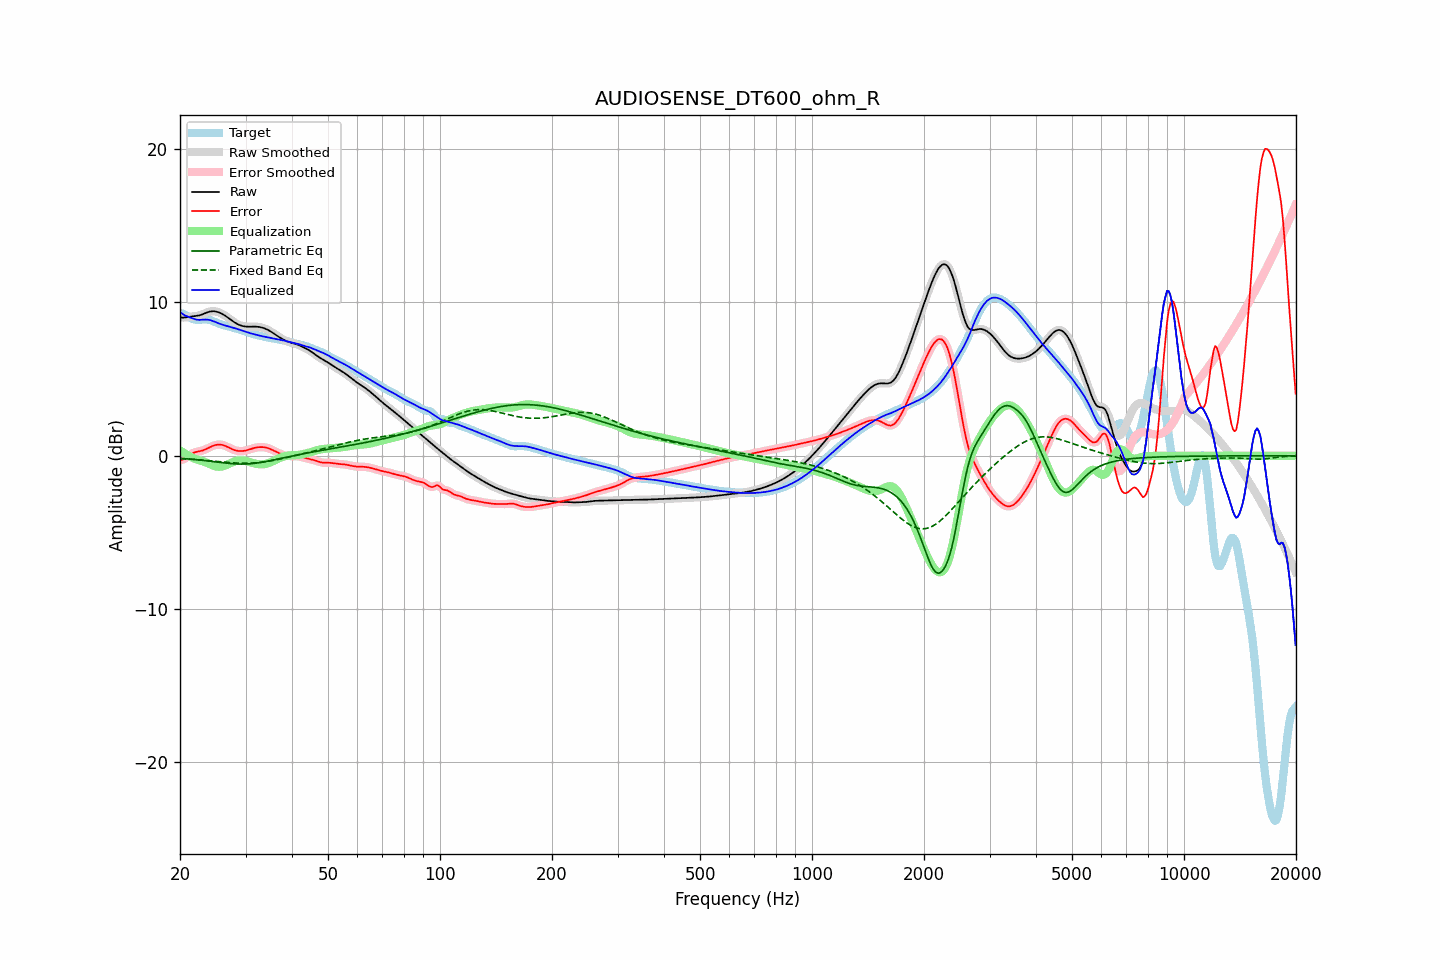 AUDIOSENSE_DT600_ohm_R
Target
Raw Smoothed
Error Smoothed
Raw
Error
Equalization
Parametric Eq
Fixed Band Eq
Equalized
20
10
0
−10
−20
Amplitude (dBr)
20
50
100
200
500
1000
2000
5000
10000
20000
Frequency (Hz)